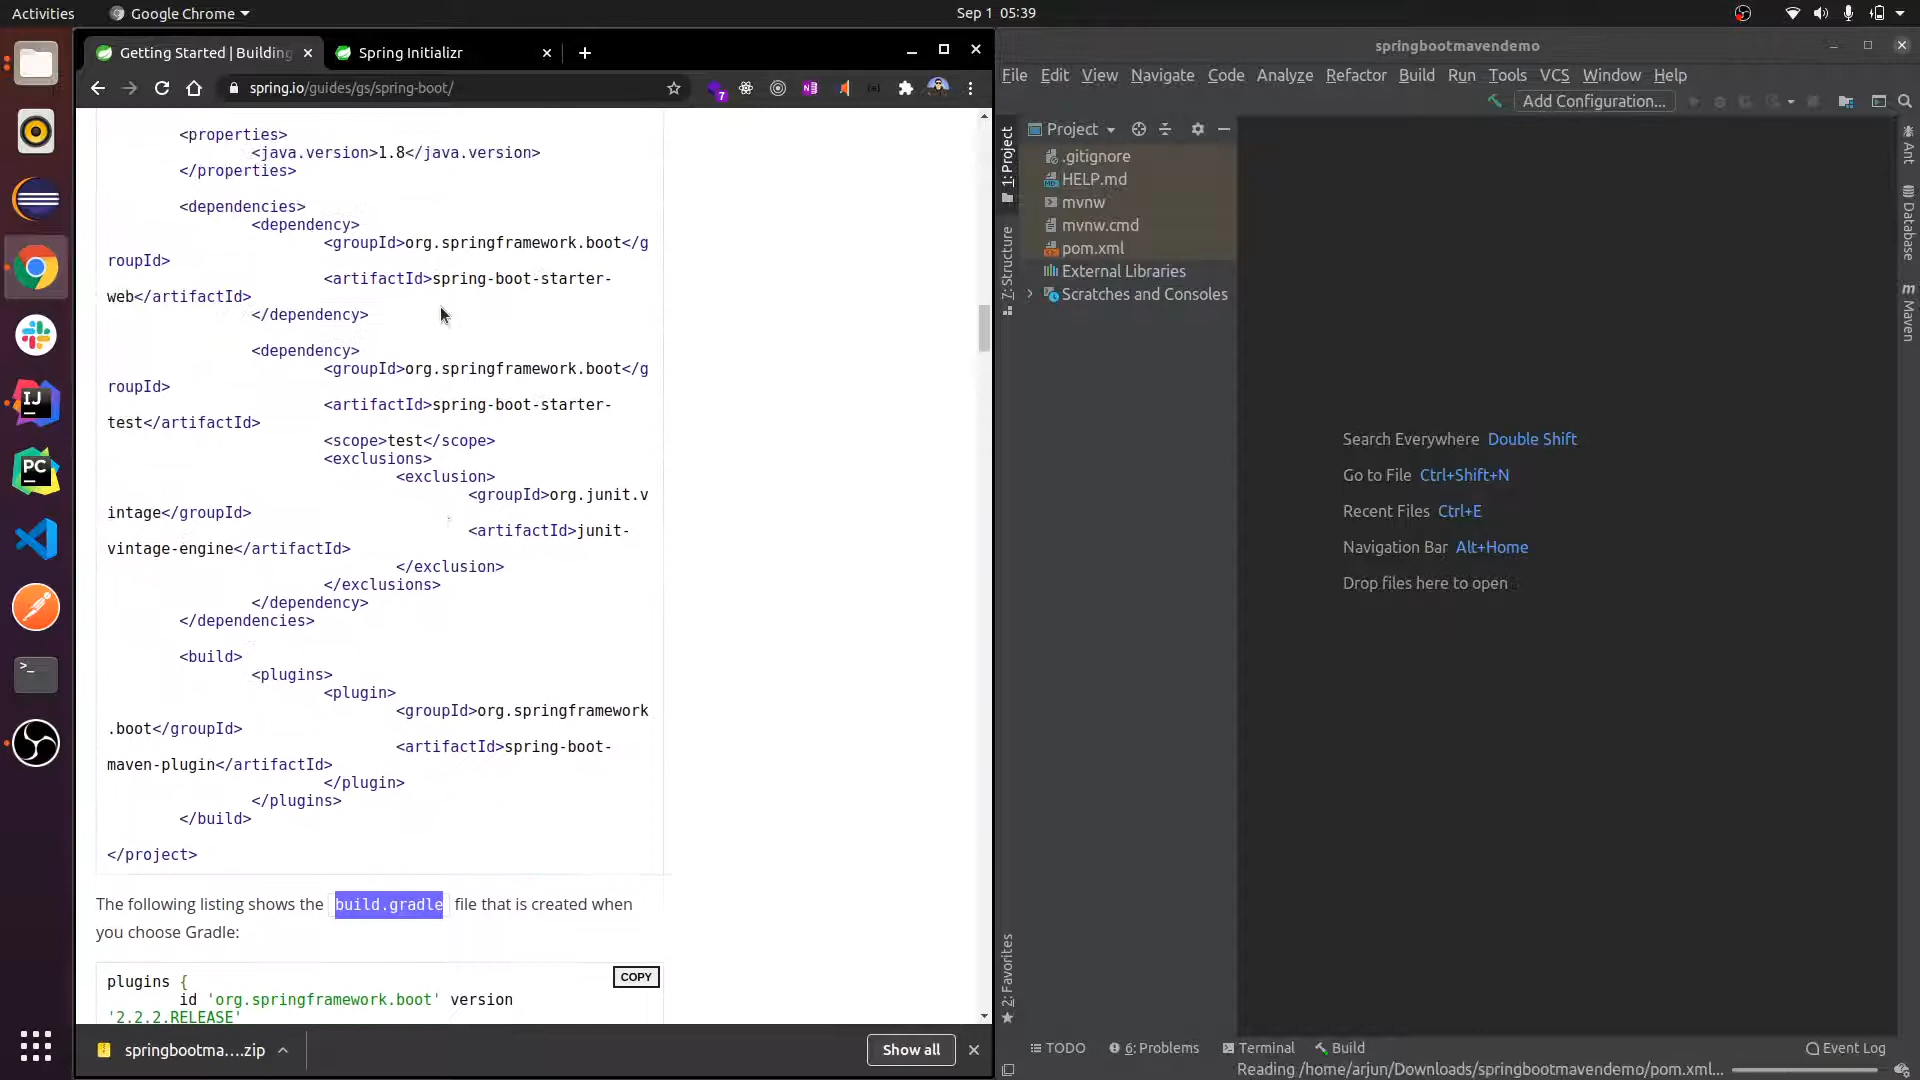 Activities
Google Chrome
Sep 1 05:39
Getting Started | Building
Spring Initializr
spring.io/guides/gs/spring-boot/
7
<properties>
<java.version>1.8</java.version>
</properties>
<dependencies>
<dependency>
<groupId>org.springframework.boot</g
roupId>
<artifactId>spring-boot-starter-
web</artifactId>
</dependency>
<dependency>
<groupId>org.springframework.boot</g
roupId>
<artifactId>spring-boot-starter-
test</artifactId>
<scope>test</scope>
<exclusions>
<exclusion>
<groupId>org.junit.v
intage</groupId>
<artifactId>junit-
vintage-engine</artifactId>
</exclusion>
</exclusions>
</dependency>
</dependencies>
<build>
<plugins>
<plugin>
<groupId>org.springframework
.boot</groupId>
<artifactId>spring-boot-
maven-plugin</artifactId>
</plugin>
</plugins>
</build>
</project>
The following listing shows the build.gradle file that is created when
you choose Gradle:
COPY
plugins {
id 'org.springframework.boot' version
'2.2.2.RELEASE'
springbootma....zip
Show all
springbootmavendemo
File Edit View Navigate Code Analyze Refactor Build Run Tools VCS Window Help
Add Configuration...
Project
.gitignore
HELP.md
mvnw
mvnw.cmd
pom.xml
External Libraries
Scratches and Consoles
1: Project
7: Structure
2: Favorites
Search Everywhere Double Shift
Go to File Ctrl+Shift+N
Recent Files Ctrl+E
Navigation Bar Alt+Home
Drop files here to open
Ant
Database
m Maven
TODO
6: Problems
Terminal
Build
Event Log
Reading /home/arjun/Downloads/springbootmavendemo/pom.xml...
IJ
PC